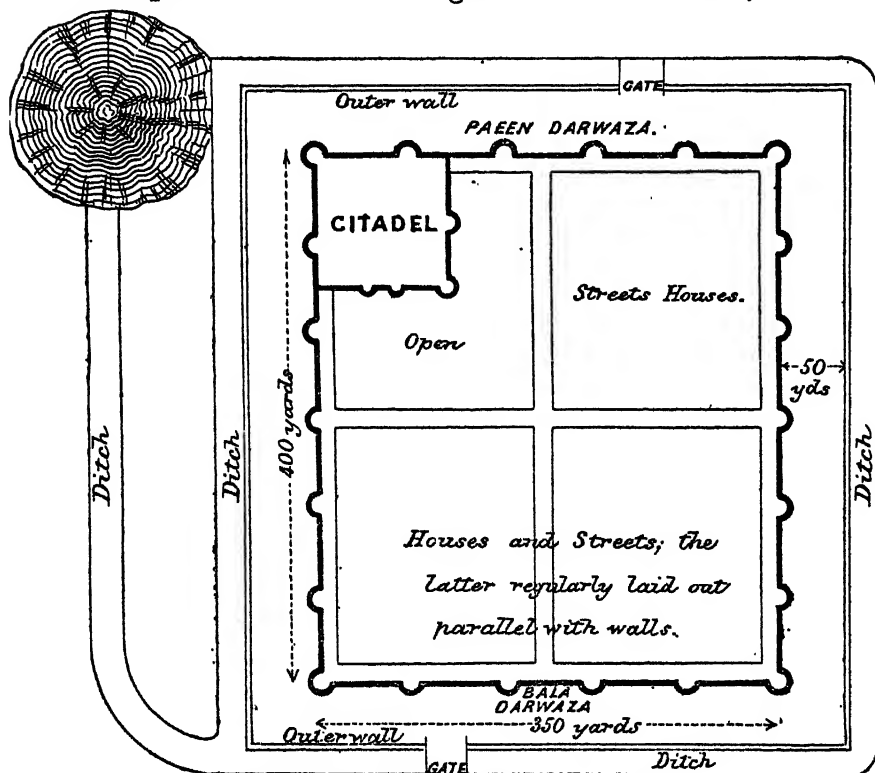 GATE
Outer wall
PAEEN DARWAZA.
CITADEL
Streets Houses.
Open
50
yds
400 yards
Ditch
Ditch
Ditch
Houses and Streets; the
latter regularly laid out
parallel with walls.
BALA
DARWAZA
350 yards
Outer wall
Ditch
GATE